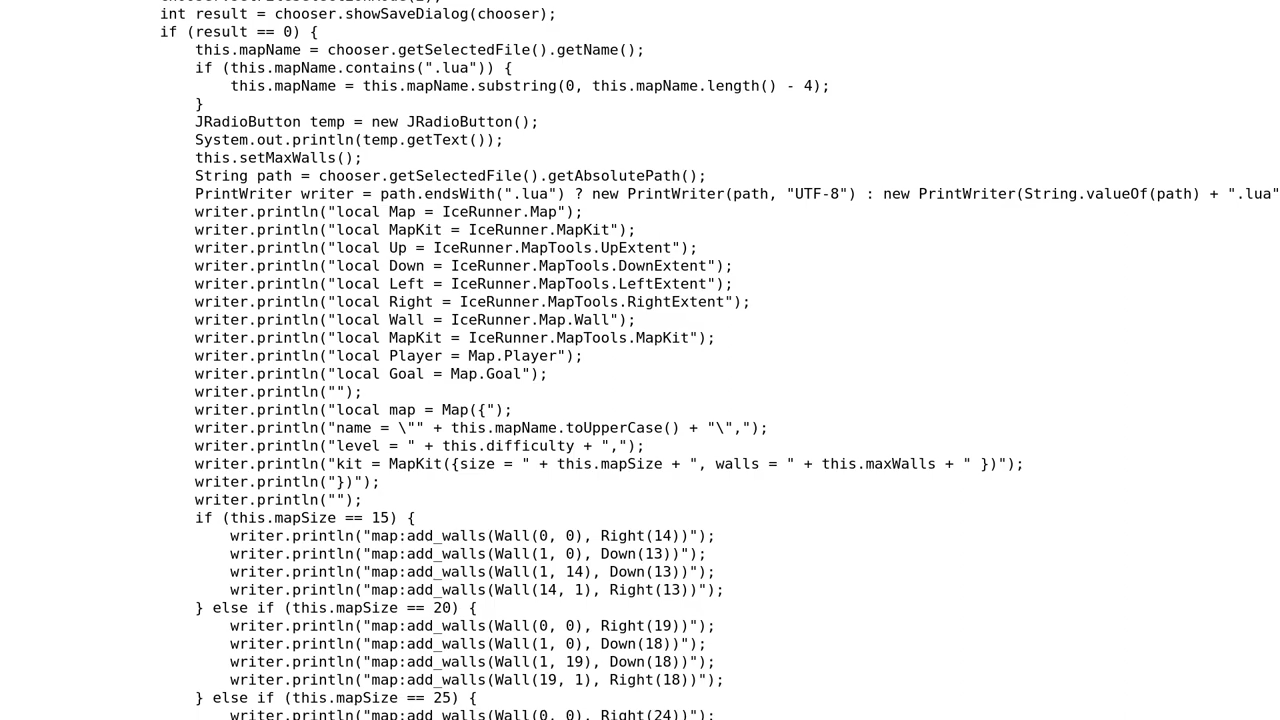 int result = chooser.showSaveDialog(chooser);
if (result == 0) {
this.mapName = chooser.getSelectedFile().getName();
if (this.mapName.contains(".lua")) {
this.mapName = this.mapName.substring(0, this.mapName.length() - 4);
}
JRadioButton temp = new JRadioButton();
System.out.println(temp.getText());
this.setMaxWalls();
String path = chooser.getSelectedFile().getAbsolutePath();
PrintWriter writer = path.endsWith(".lua") ? new PrintWriter(path, "UTF-8") : new PrintWriter(String.valueOf(path) + ".lua"
writer.println("local Map = IceRunner.Map");
writer.println("local MapKit = IceRunner.MapKit");
writer.println("local Up = IceRunner.MapTools.UpExtent");
writer.println("local Down = IceRunner.MapTools.DownExtent");
writer.println("local Left = IceRunner.MapTools.LeftExtent");
writer.println("local Right = IceRunner.MapTools.RightExtent");
writer.println("local Wall = IceRunner.Map.Wall");
writer.println("local MapKit = IceRunner.MapTools.MapKit");
writer.println("local Player = Map.Player");
writer.println("local Goal = Map.Goal");
writer.println("");
writer.println("local map = Map({");
writer.println("name = \"" + this.mapName.toUpperCase() + "\",");
writer.println("level = " + this.difficulty + ",");
writer.println("kit = MapKit({size = " + this.mapSize + ", walls = " + this.maxWalls + " })");
writer.println("})");
writer.println("");
if (this.mapSize == 15) {
writer.println("map:add_walls(Wall(0, 0), Right(14))");
writer.println("map:add_walls(Wall(1, 0), Down(13))");
writer.println("map:add_walls(Wall(1, 14), Down(13))");
writer.println("map:add_walls(Wall(14, 1), Right(13))");
} else if (this.mapSize == 20) {
writer.println("map:add_walls(Wall(0, 0), Right(19))");
writer.println("map:add_walls(Wall(1, 0), Down(18))");
writer.println("map:add_walls(Wall(1, 19), Down(18))");
writer.println("map:add_walls(Wall(19, 1), Right(18))");
} else if (this.mapSize == 25) {
writer.println("map:add_walls(Wall(0, 0), Right(24))");